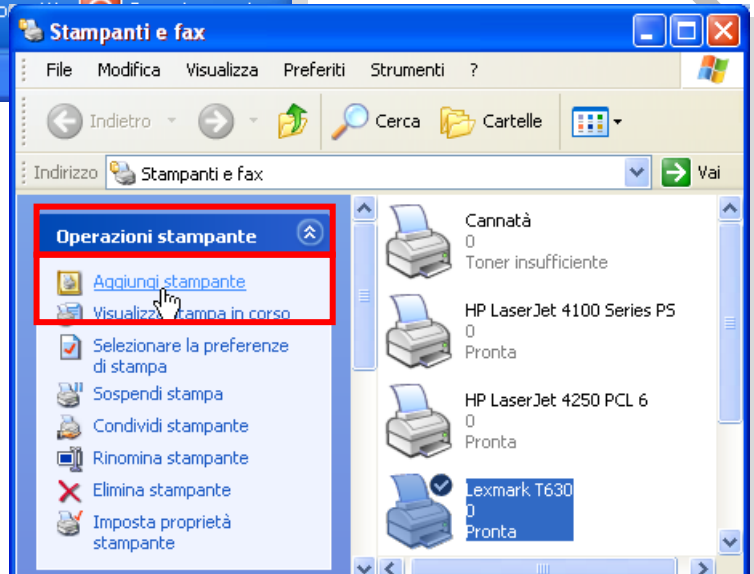 Stampanti e fax
File Modifica Visualizza Preferiti Strumenti ?
Indietro Cerca Cartelle
Indirizzo Stampanti e fax Vai
Operazioni stampante
Aggiungi stampante
Visualizza stampa in corso
Selezionare la preferenze
di stampa
Sospendi stampa
Condividi stampante
Rinomina stampante
Elimina stampante
Imposta proprietà
stampante
Cannatà
0
Toner insufficiente
HP LaserJet 4100 Series PS
0
Pronta
HP LaserJet 4250 PCL 6
0
Pronta
Lexmark T630
0
Pronta